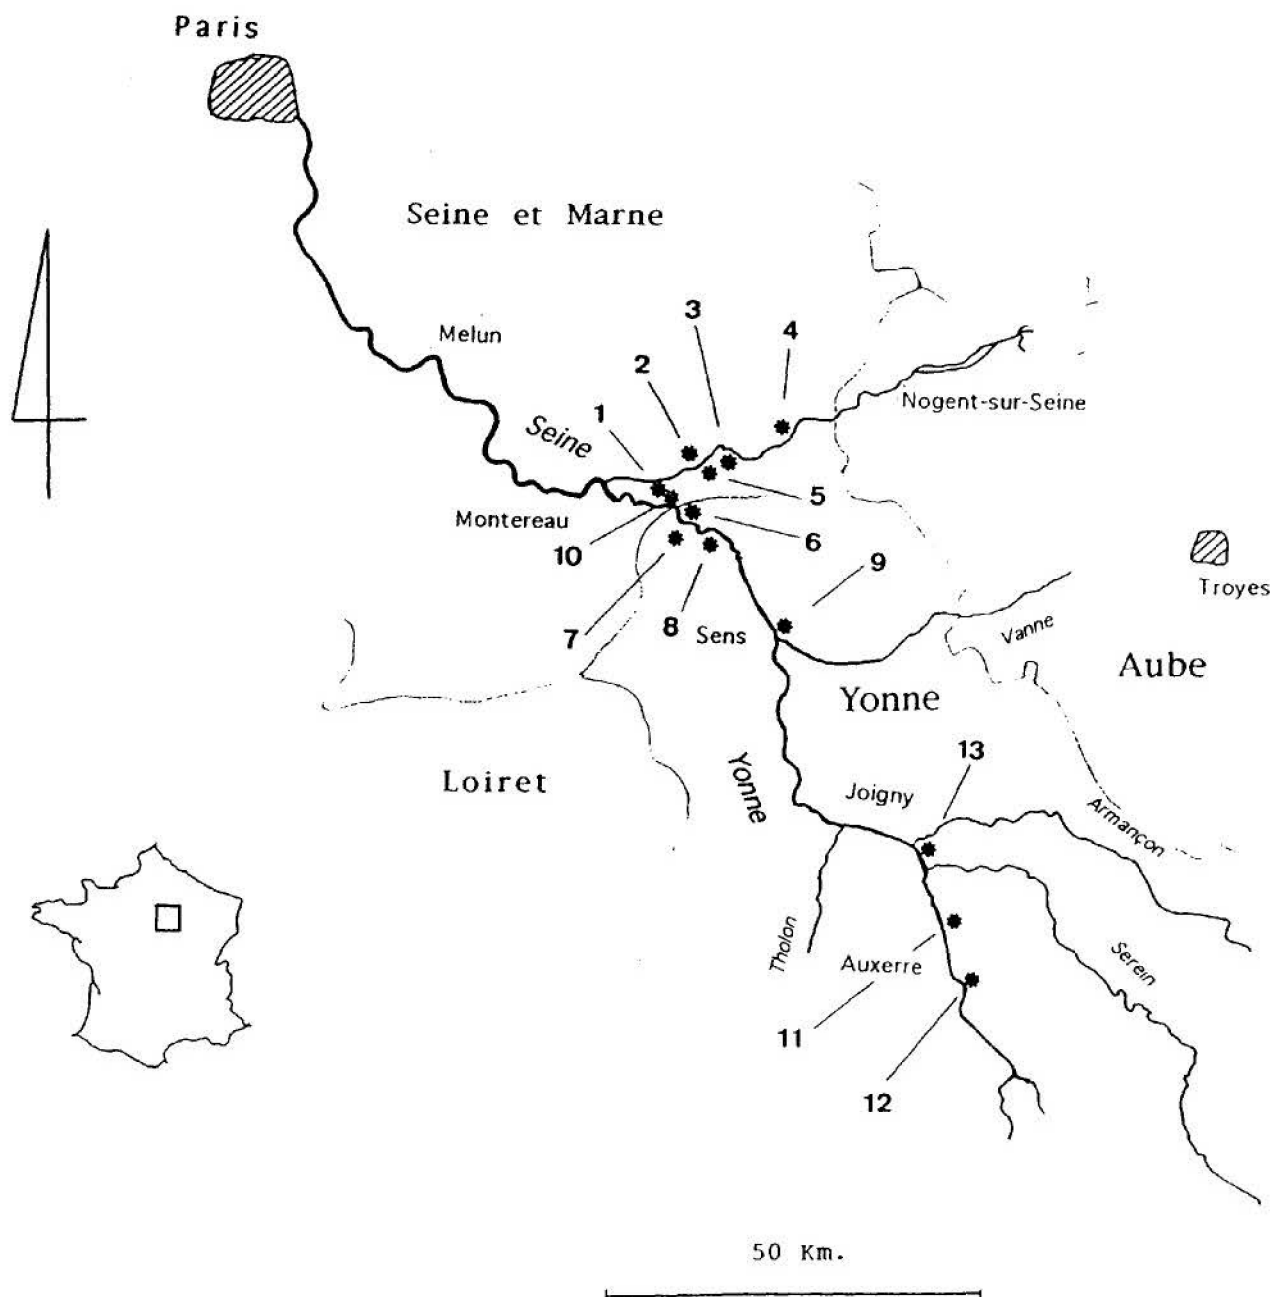 Paris
Seine et Marne
3
4
Melun
2
Nogent-sur-Seine
1
Seine
5
Montereau
10
6
9
Troyes
7
8
Sens
Vanne
Aube
Yonne
13
Loiret
Yonne
Joigny
Armançon
Tholon
Auxerre
Serein
11
12
50 Km.